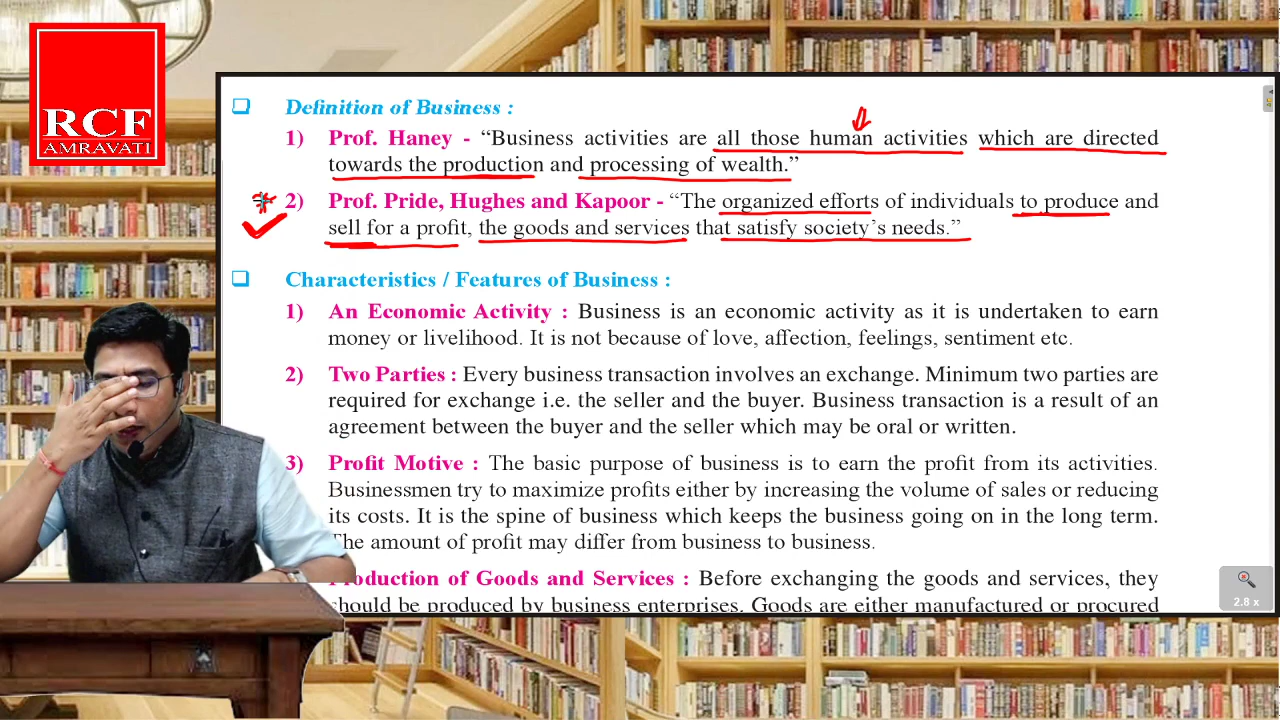 RCF
AMRAVATI
❑ Definition of Business :
1) Prof. Haney - “Business activities are all those human activities which are directed
towards the production and processing of wealth.”
2) Prof. Pride, Hughes and Kapoor - “The organized efforts of individuals to produce and
sell for a profit, the goods and services that satisfy society’s needs.”
❑ Characteristics / Features of Business :
1) An Economic Activity : Business is an economic activity as it is undertaken to earn
money or livelihood. It is not because of love, affection, feelings, sentiment etc.
2) Two Parties : Every business transaction involves an exchange. Minimum two parties are
required for exchange i.e. the seller and the buyer. Business transaction is a result of an
agreement between the buyer and the seller which may be oral or written.
3) Profit Motive : The basic purpose of business is to earn the profit from its activities.
Businessmen try to maximize profits either by increasing the volume of sales or reducing
its costs. It is the spine of business which keeps the business going on in the long term.
The amount of profit may differ from business to business.
Production of Goods and Services : Before exchanging the goods and services, they
should be produced by business enterprises. Goods are either manufactured or procured
2.8 x